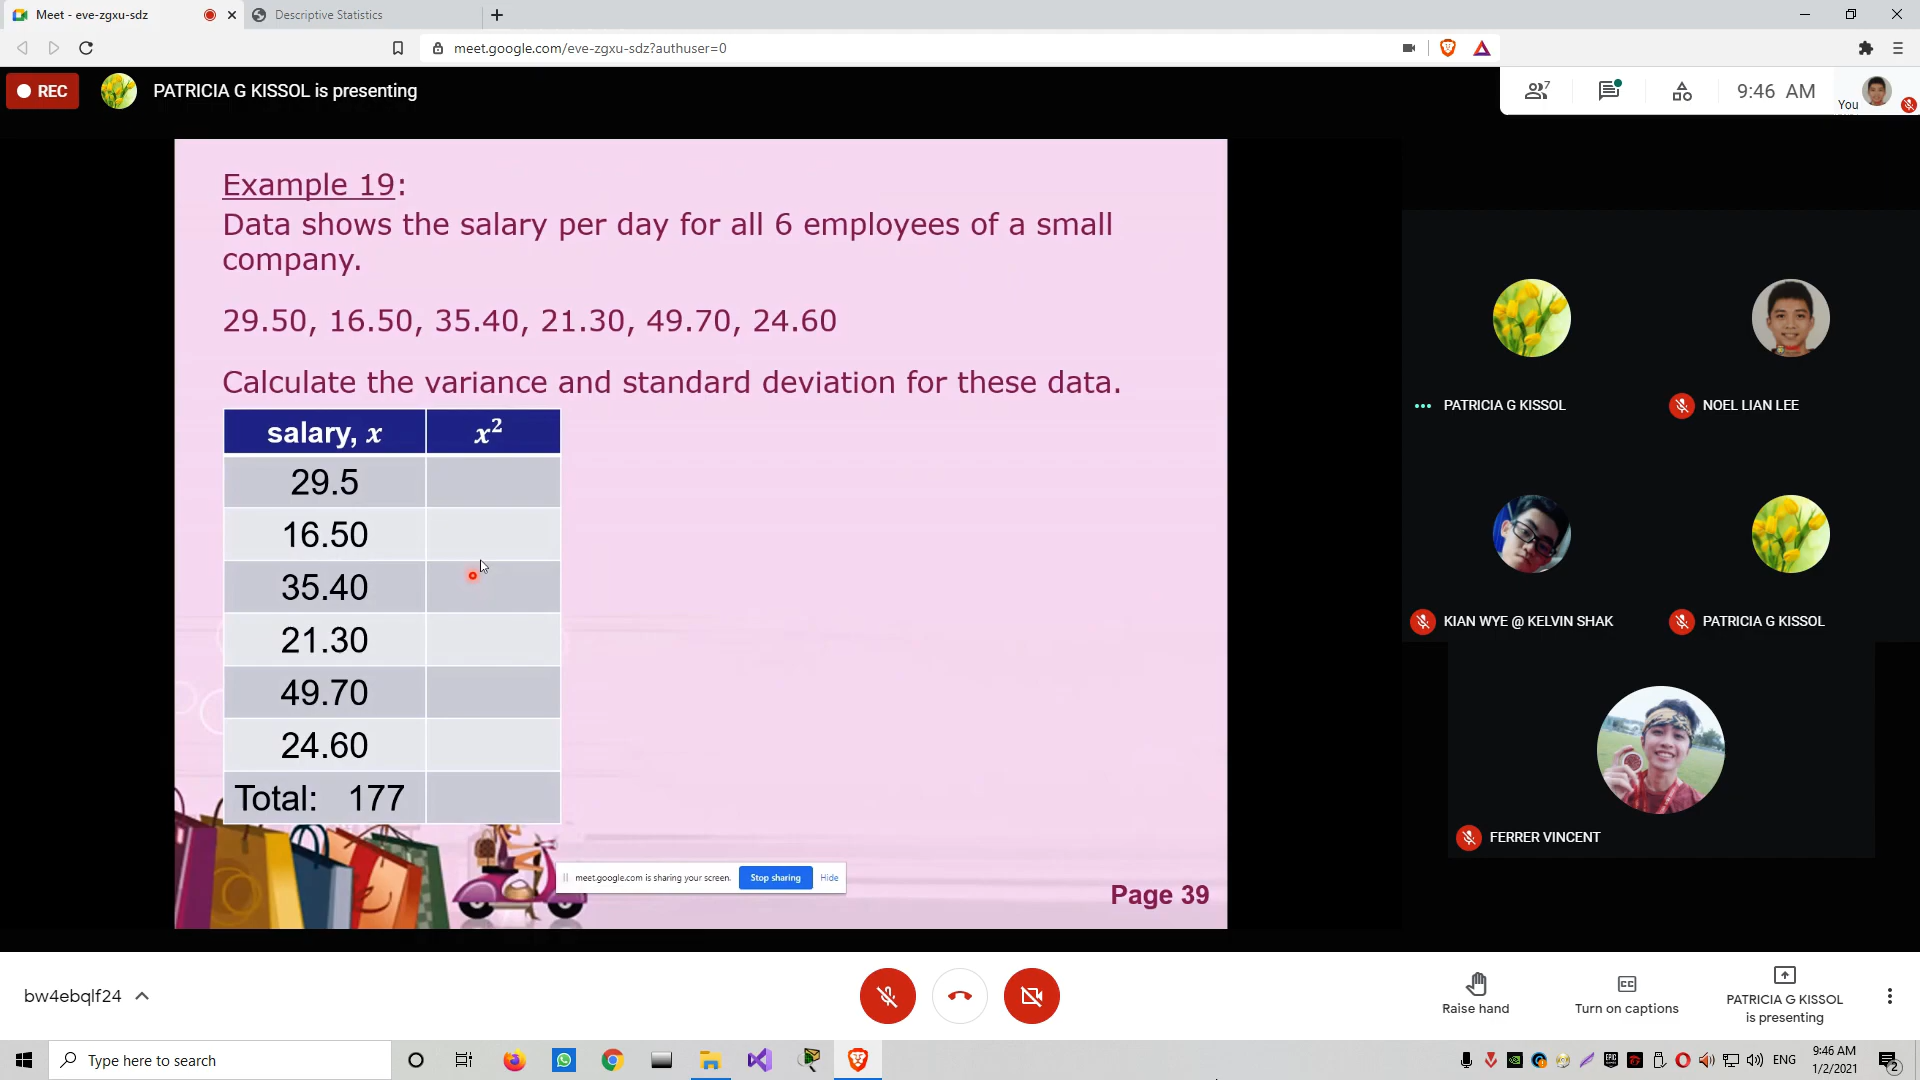 Meet - eve-zgxu-sdz
Descriptive Statistics
meet.google.com/eve-zgxu-sdz?authuser=0
REC
PATRICIA G KISSOL is presenting
7
9:46 AM
You
Example 19:
Data shows the salary per day for all 6 employees of a small
company.
29.50, 16.50, 35.40, 21.30, 49.70, 24.60
Calculate the variance and standard deviation for these data.
salary, x x²
29.5
16.50
35.40
21.30
49.70
24.60
Total: 177
meet.google.com is sharing your screen.
Stop sharing
Hide
Page 39
PATRICIA G KISSOL
NOEL LIAN LEE
KIAN WYE @ KELVIN SHAK
PATRICIA G KISSOL
FERRER VINCENT
bw4ebqlf24
Raise hand
Turn on captions
PATRICIA G KISSOL
is presenting
Type here to search
ENG
9:46 AM
1/2/2021
2